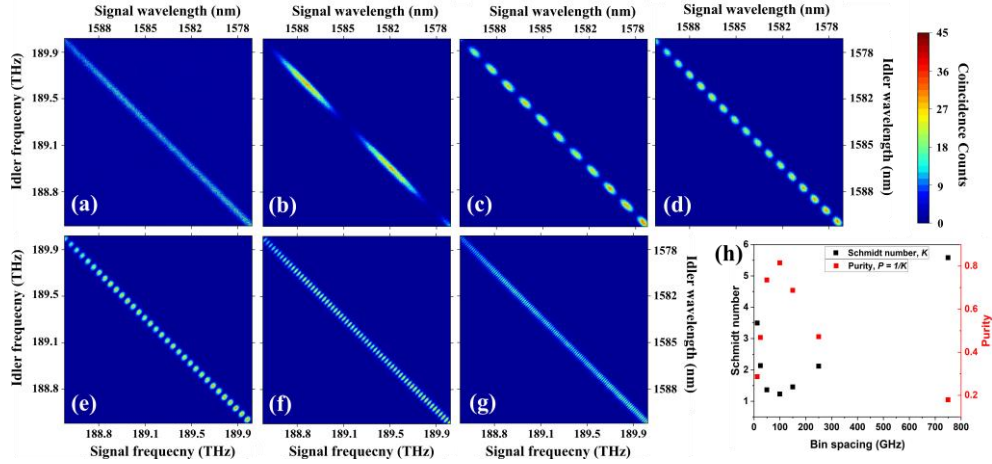 Signal wavelength (nm) Signal wavelength (nm) Signal wavelength (nm) Signal wavelength (nm)
1588 1585 1582 1578 1588 1585 1582 1578 1588 1585 1582 1578 1588 1585 1582 1578
Idler frequecny (THz)
189.9
189.5
189.1
188.8
(a) (b) (c) (d)
Idler wavelength (nm)
1578
1582
1585
1588
Coincidence Counts
45
36
27
18
9
0
Idler frequecny (THz)
189.9
189.5
189.1
188.8
(e) (f) (g)
Idler wavelength (nm)
1578
1582
1585
1588
188.8 189.1 189.5 189.9 188.8 189.1 189.5 189.9 188.8 189.1 189.5 189.9
Signal frequecny (THz) Signal frequecny (THz) Signal frequecny (THz)
(h)
Schmidt number, K
Purity, P = 1/K
Schmidt number
6
5
4
3
2
1
Purity
0.8
0.6
0.4
0.2
0 100 200 300 400 500 600 700 800
Bin spacing (GHz)